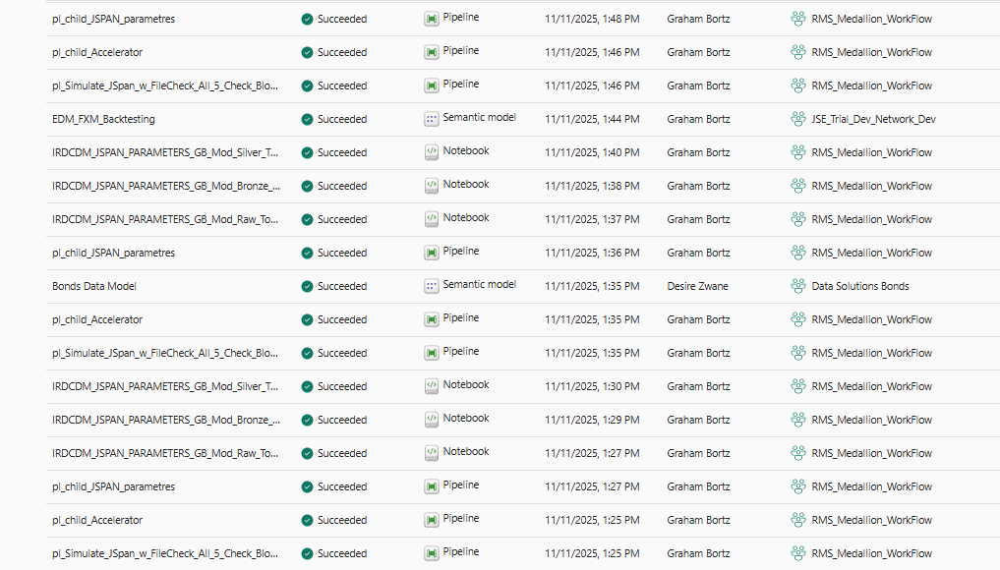 pl_child_JSPAN_parametres Succeeded Pipeline 11/11/2025, 1:48 PM Graham Bortz RMS_Medallion_WorkFlow
pl_child_Accelerator Succeeded Pipeline 11/11/2025, 1:46 PM Graham Bortz RMS_Medallion_WorkFlow
pl_Simulate_JSpan_w_FileCheck_All_5_Check_Blo... Succeeded Pipeline 11/11/2025, 1:46 PM Graham Bortz RMS_Medallion_WorkFlow
EDM_FXM_Backtesting Succeeded Semantic model 11/11/2025, 1:44 PM Graham Bortz JSE_Trial_Dev_Network_Dev
IRDCDM_JSPAN_PARAMETERS_GB_Mod_Silver_T... Succeeded Notebook 11/11/2025, 1:40 PM Graham Bortz RMS_Medallion_WorkFlow
IRDCDM_JSPAN_PARAMETERS_GB_Mod_Bronze_... Succeeded Notebook 11/11/2025, 1:38 PM Graham Bortz RMS_Medallion_WorkFlow
IRDCDM_JSPAN_PARAMETERS_GB_Mod_Raw_To... Succeeded Notebook 11/11/2025, 1:37 PM Graham Bortz RMS_Medallion_WorkFlow
pl_child_JSPAN_parametres Succeeded Pipeline 11/11/2025, 1:36 PM Graham Bortz RMS_Medallion_WorkFlow
Bonds Data Model Succeeded Semantic model 11/11/2025, 1:35 PM Desire Zwane Data Solutions Bonds
pl_child_Accelerator Succeeded Pipeline 11/11/2025, 1:35 PM Graham Bortz RMS_Medallion_WorkFlow
pl_Simulate_JSpan_w_FileCheck_All_5_Check_Blo... Succeeded Pipeline 11/11/2025, 1:35 PM Graham Bortz RMS_Medallion_WorkFlow
IRDCDM_JSPAN_PARAMETERS_GB_Mod_Silver_T... Succeeded Notebook 11/11/2025, 1:30 PM Graham Bortz RMS_Medallion_WorkFlow
IRDCDM_JSPAN_PARAMETERS_GB_Mod_Bronze_... Succeeded Notebook 11/11/2025, 1:29 PM Graham Bortz RMS_Medallion_WorkFlow
IRDCDM_JSPAN_PARAMETERS_GB_Mod_Raw_To... Succeeded Notebook 11/11/2025, 1:27 PM Graham Bortz RMS_Medallion_WorkFlow
pl_child_JSPAN_parametres Succeeded Pipeline 11/11/2025, 1:27 PM Graham Bortz RMS_Medallion_WorkFlow
pl_child_Accelerator Succeeded Pipeline 11/11/2025, 1:25 PM Graham Bortz RMS_Medallion_WorkFlow
pl_Simulate_JSpan_w_FileCheck_All_5_Check_Blo... Succeeded Pipeline 11/11/2025, 1:25 PM Graham Bortz RMS_Medallion_WorkFlow